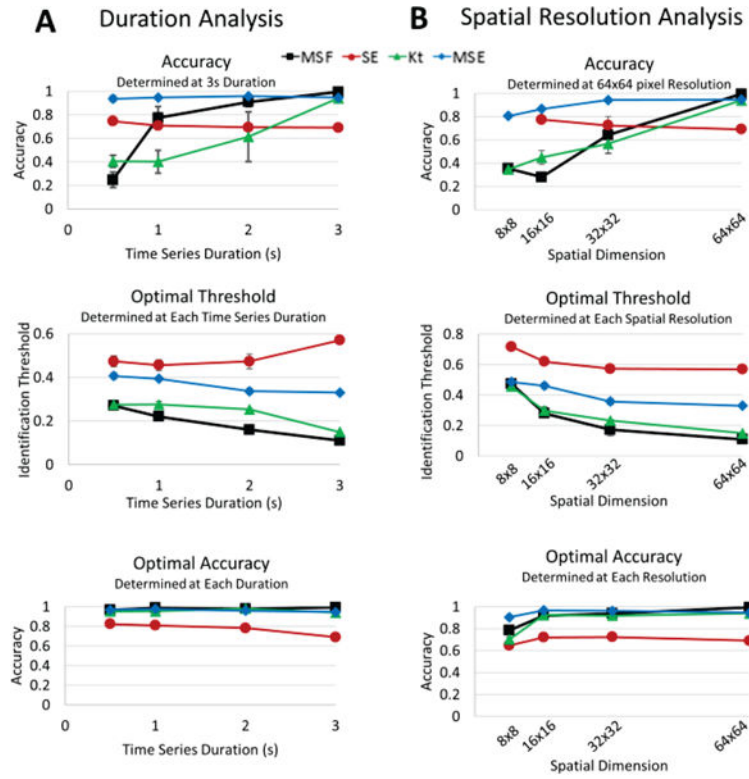 A Duration Analysis
B Spatial Resolution Analysis
MSF SE Kt MSE
Accuracy
Determined at 3s Duration
1
0.8
0.6
0.4
0.2
0
Accuracy
0 1 2 3
Time Series Duration (s)
Optimal Threshold
Determined at Each Time Series Duration
0.6
0.4
0.2
0
Identification Threshold
0 1 2 3
Time Series Duration (s)
Optimal Accuracy
Determined at Each Duration
1
0.8
0.6
0.4
0.2
0
Accuracy
0 1 2 3
Time Series Duration (s)
Accuracy
Determined at 64x64 pixel Resolution
1
0.8
0.6
0.4
0.2
0
Accuracy
8x8 16x16 32x32 64x64
Spatial Dimension
Optimal Threshold
Determined at Each Spatial Resolution
0.8
0.6
0.4
0.2
0
Identification Threshold
8x8 16x16 32x32 64x64
Spatial Dimension
Optimal Accuracy
Determined at Each Resolution
1
0.8
0.6
0.4
0.2
0
Accuracy
8x8 16x16 32x32 64x64
Spatial Dimension